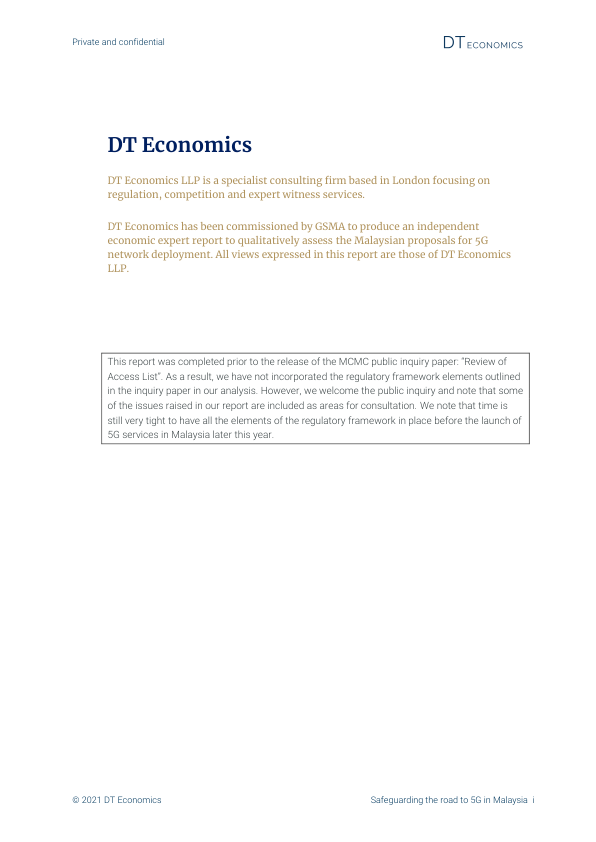 Private and confidential
DT ECONOMICS
DT Economics
DT Economics LLP is a specialist consulting firm based in London focusing on
regulation, competition and expert witness services.
DT Economics has been commissioned by GSMA to produce an independent
economic expert report to qualitatively assess the Malaysian proposals for 5G
network deployment. All views expressed in this report are those of DT Economics
LLP.
This report was completed prior to the release of the MCMC public inquiry paper: “Review of
Access List”. As a result, we have not incorporated the regulatory framework elements outlined
in the inquiry paper in our analysis. However, we welcome the public inquiry and note that some
of the issues raised in our report are included as areas for consultation. We note that time is
still very tight to have all the elements of the regulatory framework in place before the launch of
5G services in Malaysia later this year.
© 2021 DT Economics
Safeguarding the road to 5G in Malaysia i